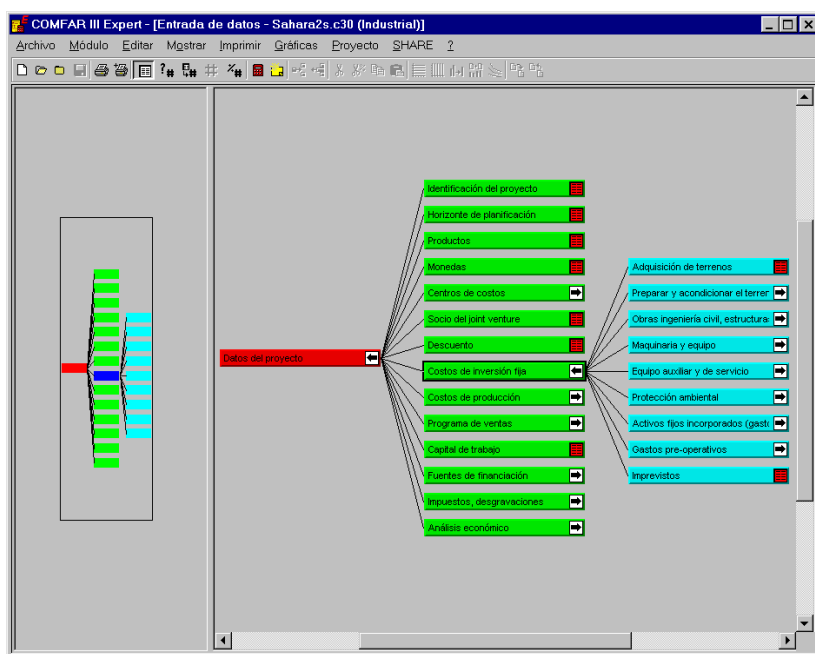 COMFAR III Expert - [Entrada de datos - Sahara2s.c30 (Industrial)]
Archivo Módulo Editar Mostrar Imprimir Gráficas Proyecto SHARE ?
Identificación del proyecto
Horizonte de planificación
Productos
Monedas
Adquisición de terrenos
Centros de costos
Preparar y acondicionar el terrer
Socio del joint venture
Obras ingeniería civil, estructura:
Descuento
Maquinaria y equipo
Datos del proyecto
Costos de inversión fija
Equipo auxiliar y de servicio
Costos de producción
Protección ambiental
Programa de ventas
Activos fijos incorporados (gast
Capital de trabajo
Gastos pre-operativos
Fuentes de financiación
Imprevistos
Impuestos, desgravaciones
Análisis económico